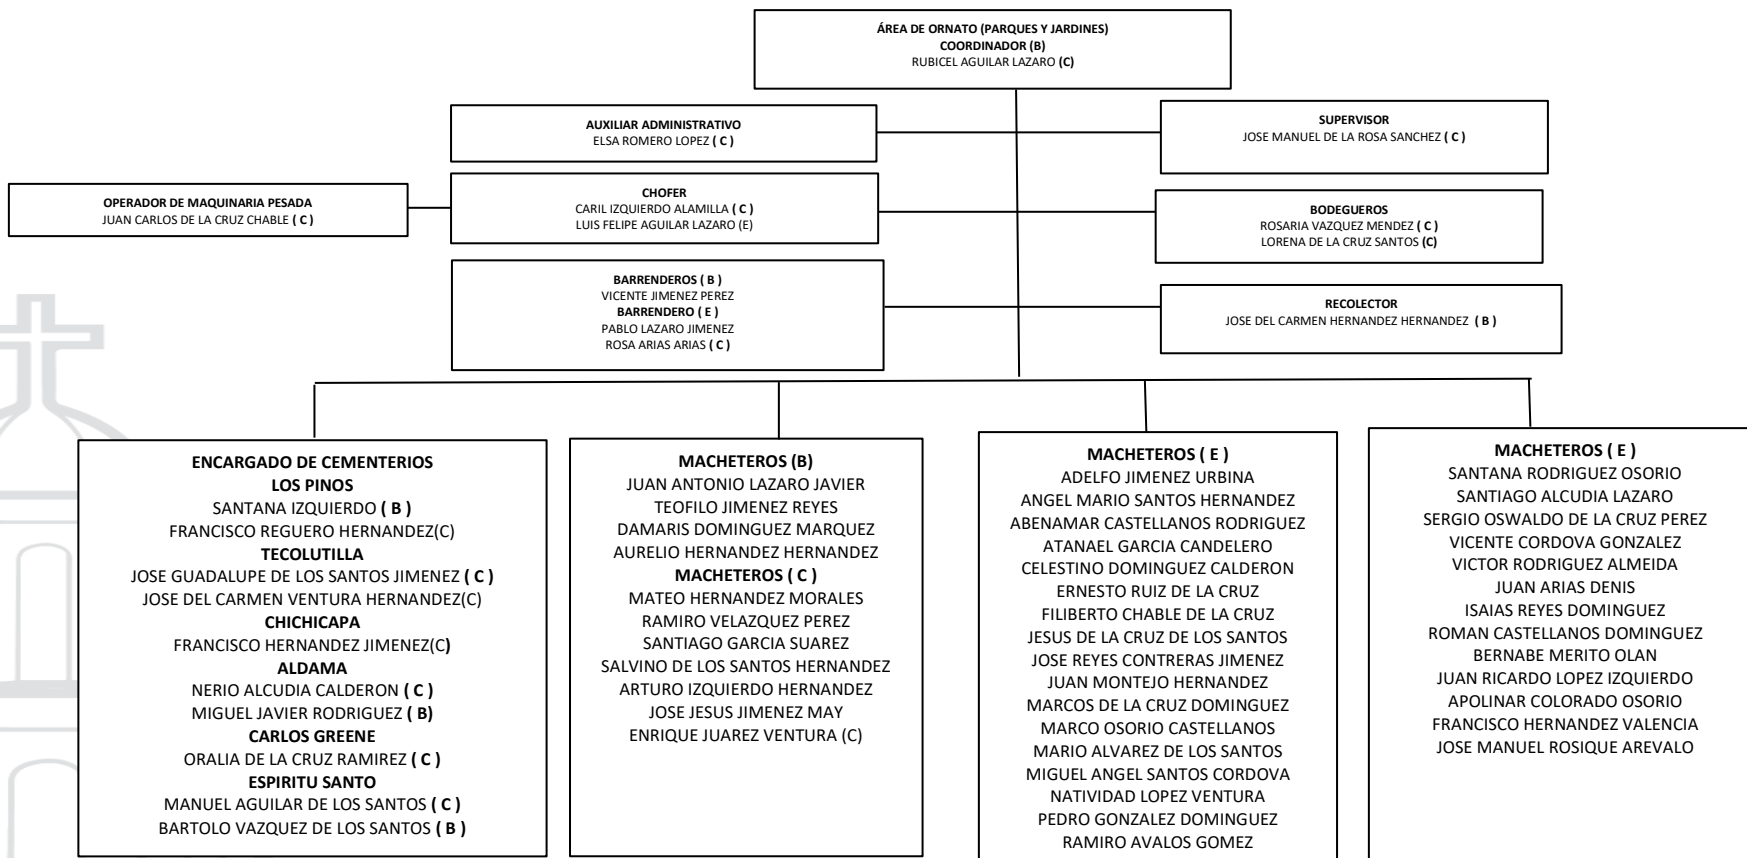 ÁREA DE ORNATO (PARQUES Y JARDINES)
COORDINADOR (B)
RUBICEL AGUILAR LAZARO (C)
AUXILIAR ADMINISTRATIVO
ELSA ROMERO LOPEZ ( C )
SUPERVISOR
JOSE MANUEL DE LA ROSA SANCHEZ ( C )
OPERADOR DE MAQUINARIA PESADA
JUAN CARLOS DE LA CRUZ CHABLE ( C )
CHOFER
CARIL IZQUIERDO ALAMILLA ( C )
LUIS FELIPE AGUILAR LAZARO (E)
BODEGUEROS
ROSARIA VAZQUEZ MENDEZ ( C )
LORENA DE LA CRUZ SANTOS (C)
BARRENDEROS ( B )
VICENTE JIMENEZ PEREZ
BARRENDERO ( E )
PABLO LAZARO JIMENEZ
ROSA ARIAS ARIAS ( C )
RECOLECTOR
JOSE DEL CARMEN HERNANDEZ HERNANDEZ ( B )
ENCARGADO DE CEMENTERIOS
LOS PINOS
SANTANA IZQUIERDO ( B )
FRANCISCO REGUERO HERNANDEZ(C)
TECOLUTILLA
JOSE GUADALUPE DE LOS SANTOS JIMENEZ ( C )
JOSE DEL CARMEN VENTURA HERNANDEZ(C)
CHICHICAPA
FRANCISCO HERNANDEZ JIMENEZ(C)
ALDAMA
NERIO ALCUDIA CALDERON ( C )
MIGUEL JAVIER RODRIGUEZ ( B)
CARLOS GREENE
ORALIA DE LA CRUZ RAMIREZ ( C )
ESPIRITU SANTO
MANUEL AGUILAR DE LOS SANTOS ( C )
BARTOLO VAZQUEZ DE LOS SANTOS ( B )
MACHETEROS (B)
JUAN ANTONIO LAZARO JAVIER
TEOFILO JIMENEZ REYES
DAMARIS DOMINGUEZ MARQUEZ
AURELIO HERNANDEZ HERNANDEZ
MACHETEROS ( C )
MATEO HERNANDEZ MORALES
RAMIRO VELAZQUEZ PEREZ
SANTIAGO GARCIA SUAREZ
SALVINO DE LOS SANTOS HERNANDEZ
ARTURO IZQUIERDO HERNANDEZ
JOSE JESUS JIMENEZ MAY
ENRIQUE JUAREZ VENTURA (C)
MACHETEROS ( E )
ADELFO JIMENEZ URBINA
ANGEL MARIO SANTOS HERNANDEZ
ABENAMAR CASTELLANOS RODRIGUEZ
ATANAEL GARCIA CANDELERO
CELESTINO DOMINGUEZ CALDERON
ERNESTO RUIZ DE LA CRUZ
FILIBERTO CHABLE DE LA CRUZ
JESUS DE LA CRUZ DE LOS SANTOS
JOSE REYES CONTRERAS JIMENEZ
JUAN MONTEJO HERNANDEZ
MARCOS DE LA CRUZ DOMINGUEZ
MARCO OSORIO CASTELLANOS
MARIO ALVAREZ DE LOS SANTOS
MIGUEL ANGEL SANTOS CORDOVA
NATIVIDAD LOPEZ VENTURA
PEDRO GONZALEZ DOMINGUEZ
RAMIRO AVALOS GOMEZ
MACHETEROS ( E )
SANTANA RODRIGUEZ OSORIO
SANTIAGO ALCUDIA LAZARO
SERGIO OSWALDO DE LA CRUZ PEREZ
VICENTE CORDOVA GONZALEZ
VICTOR RODRIGUEZ ALMEIDA
JUAN ARIAS DENIS
ISAIAS REYES DOMINGUEZ
ROMAN CASTELLANOS DOMINGUEZ
BERNABE MERITO OLAN
JUAN RICARDO LOPEZ IZQUIERDO
APOLINAR COLORADO OSORIO
FRANCISCO HERNANDEZ VALENCIA
JOSE MANUEL ROSIQUE AREVALO